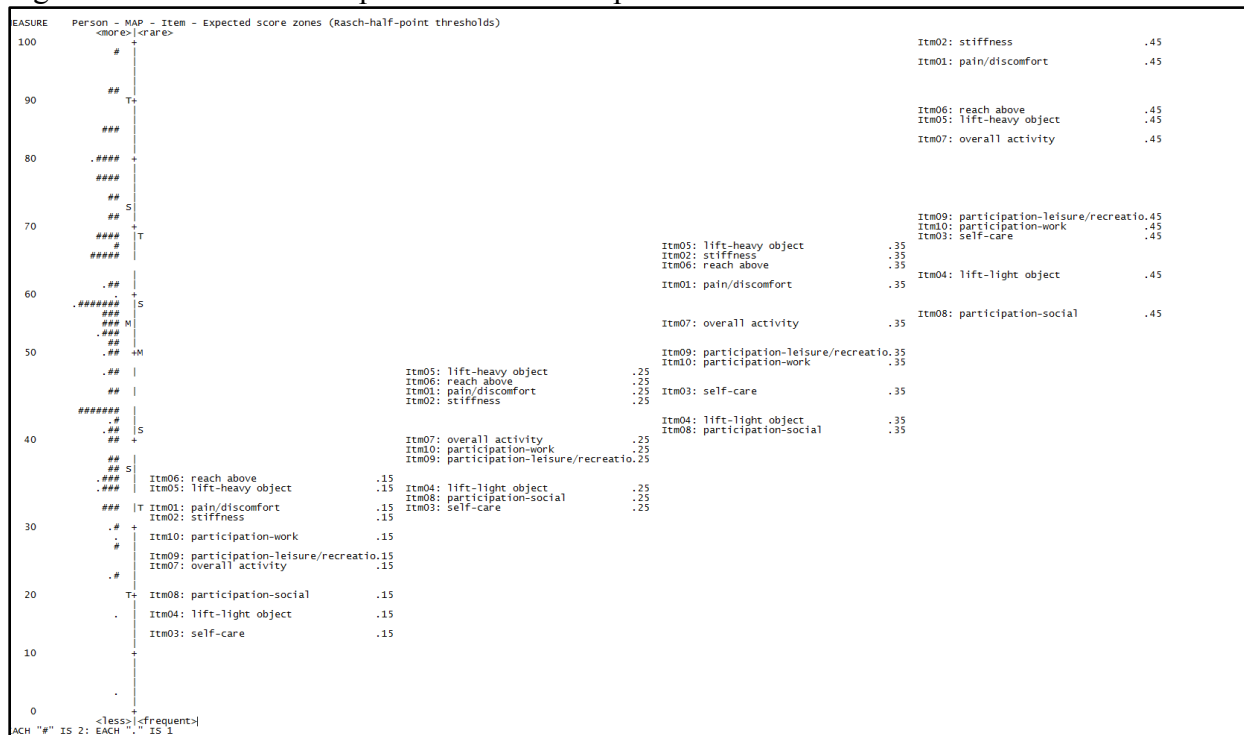 EASURE Person - MAP - Item - Expected score zones (Rasch-half-point thresholds)
<more>|<rare>
100 + Itm02: stiffness .45
# |
| Itm01: pain/discomfort .45
|
## |
90 T+
| Itm06: reach above .45
| Itm05: lift-heavy object .45
### |
| Itm07: overall activity .45
|
80 .#### +
|
#### |
|
## |
S|
## | Itm09: participation-leisure/recreatio.45
70 + Itm10: participation-work .45
#### |T Itm03: self-care .45
# | Itm05: lift-heavy object .35
##### | Itm02: stiffness .35
Itm06: reach above .35
| Itm04: lift-light object .45
.## | Itm01: pain/discomfort .35
60 . +
.####### |S
### | Itm08: participation-social .45
### M| Itm07: overall activity .35
.### |
## |
50 .## +M Itm09: participation-leisure/recreatio.35
| Itm10: participation-work .35
.## | Itm05: lift-heavy object .25
Itm06: reach above .25
## | Itm01: pain/discomfort .25 Itm03: self-care .35
Itm02: stiffness .25
####### |
.# | Itm04: lift-light object .35
.## |S Itm08: participation-social .35
40 ## + Itm07: overall activity .25
| Itm10: participation-work .25
## | Itm09: participation-leisure/recreatio.25
## S|
.### | Itm06: reach above .15
.### | Itm05: lift-heavy object .15 Itm04: lift-light object .25
Itm08: participation-social .25
### |T Itm01: pain/discomfort .15 Itm03: self-care .25
| Itm02: stiffness .15
30 .# +
. | Itm10: participation-work .15
# |
| Itm09: participation-leisure/recreatio.15
| Itm07: overall activity .15
.# |
|
20 T+ Itm08: participation-social .15
|
. | Itm04: lift-light object .15
|
| Itm03: self-care .15
|
10 +
|
|
|
. |
|
0 +
<less>|<frequent>|
ACH "#" IS 2: EACH "." IS 1